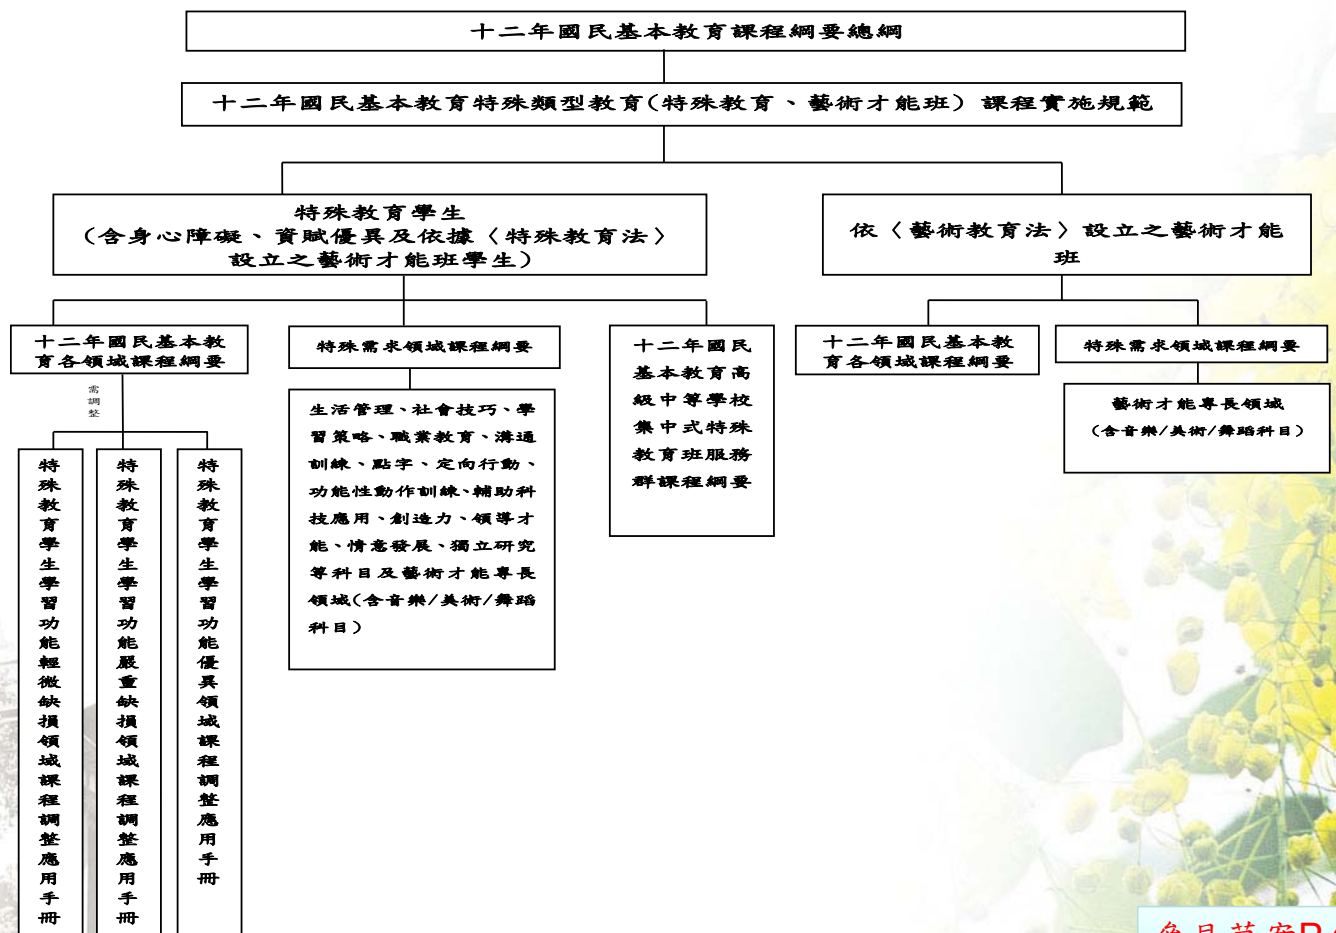 十二年國民基本教育課程綱要總綱
十二年國民基本教育特殊類型教育(特殊教育、藝術才能班) 課程實施規範
特殊教育學生
(含身心障礙、資賦優異及依據〈特殊教育法〉
設立之藝術才能班學生)
依〈藝術教育法〉設立之藝術才能
班
十二年國民基本教
育各領域課程綱要
特殊需求領域課程綱要
十二年國民
基本教育高
級中等學校
集中式特殊
教育班服務
群課程綱要
十二年國民基本教
育各領域課程綱要
特殊需求領域課程綱要
需調整
生活管理、社會技巧、學
習策略、職業教育、溝通
訓練、點字、定向行動、
功能性動作訓練、輔助科
技應用、創造力、領導才
能、情意發展、獨立研究
等科目及藝術才能專長
領域(含音樂/美術/舞蹈
科目)
藝術才能專長領域
(含音樂/美術/舞蹈科目)
特殊教育學生學習功能輕微缺損領域課程調整應用手冊
特殊教育學生學習功能嚴重缺損領域課程調整應用手冊
特殊教育學生學習功能優異領域課程調整應用手冊